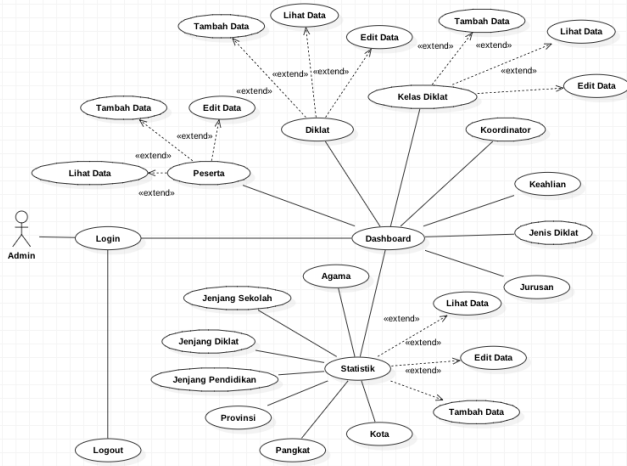 Lihat Data
Tambah Data
Edit Data
«extend»
«extend»
«extend»
Diklat
Tambah Data
Lihat Data
Edit Data
«extend»
«extend»
«extend»
Kelas Diklat
Tambah Data
Edit Data
Lihat Data
«extend»
«extend»
«extend»
Peserta
Koordinator
Keahlian
Jenis Diklat
Jurusan
Admin
Login
Dashboard
Agama
Jenjang Sekolah
Jenjang Diklat
Jenjang Pendidikan
Provinsi
Pangkat
Kota
Statistik
«extend»
«extend»
«extend»
Lihat Data
Edit Data
Tambah Data
Logout